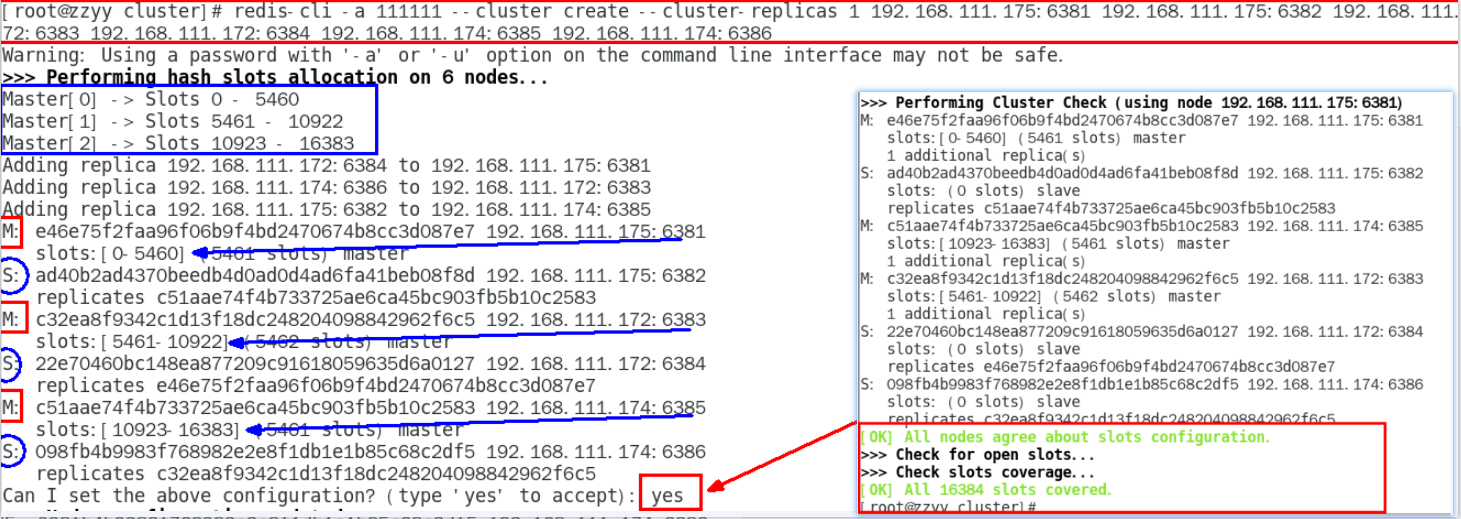 [root@zzyy cluster]# redis-cli -a 111111 --cluster create --cluster-replicas 1 192.168.111.175:6381 192.168.111.175:6382 192.168.111.
72:6383 192.168.111.172:6384 192.168.111.174:6385 192.168.111.174:6386
Warning: Using a password with '-a' or '-u' option on the command line interface may not be safe.
>>> Performing hash slots allocation on 6 nodes...
Master[0] -> Slots 0 - 5460
Master[1] -> Slots 5461 - 10922
Master[2] -> Slots 10923 - 16383
Adding replica 192.168.111.172:6384 to 192.168.111.175:6381
Adding replica 192.168.111.174:6386 to 192.168.111.172:6383
Adding replica 192.168.111.175:6382 to 192.168.111.174:6385
M: e46e75f2faa96f06b9f4bd2470674b8cc3d087e7 192.168.111.175:6381
slots:[0-5460] (5461 slots) master
S: ad40b2ad4370beedb4d0ad0d4ad6fa41beb08f8d 192.168.111.175:6382
replicates c51aae74f4b733725ae6ca45bc903fb5b10c2583
M: c32ea8f9342c1d13f18dc248204098842962f6c5 192.168.111.172:6383
slots:[5461-10922] (5462 slots) master
S: 22e70460bc148ea877209c91618059635d6a0127 192.168.111.172:6384
replicates e46e75f2faa96f06b9f4bd2470674b8cc3d087e7
M: c51aae74f4b733725ae6ca45bc903fb5b10c2583 192.168.111.174:6385
slots:[10923-16383] (5461 slots) master
S: 098fb4b9983f768982e2e8f1db1e1b85c68c2df5 192.168.111.174:6386
replicates c32ea8f9342c1d13f18dc248204098842962f6c5
Can I set the above configuration? (type 'yes' to accept): yes
>>> Performing Cluster Check (using node 192.168.111.175:6381)
M: e46e75f2faa96f06b9f4bd2470674b8cc3d087e7 192.168.111.175:6381
slots:[0-5460] (5461 slots) master
1 additional replica(s)
S: ad40b2ad4370beedb4d0ad0d4ad6fa41beb08f8d 192.168.111.175:6382
slots: (0 slots) slave
replicates c51aae74f4b733725ae6ca45bc903fb5b10c2583
M: c51aae74f4b733725ae6ca45bc903fb5b10c2583 192.168.111.174:6385
slots:[10923-16383] (5461 slots) master
1 additional replica(s)
M: c32ea8f9342c1d13f18dc248204098842962f6c5 192.168.111.172:6383
slots:[5461-10922] (5462 slots) master
1 additional replica(s)
S: 22e70460bc148ea877209c91618059635d6a0127 192.168.111.172:6384
slots: (0 slots) slave
replicates e46e75f2faa96f06b9f4bd2470674b8cc3d087e7
S: 098fb4b9983f768982e2e8f1db1e1b85c68c2df5 192.168.111.174:6386
slots: (0 slots) slave
replicates c32ea8f9342c1d13f18dc248204098842962f6c5
[OK] All nodes agree about slots configuration.
>>> Check for open slots...
>>> Check slots coverage...
[OK] All 16384 slots covered.
[root@zzyy cluster]#